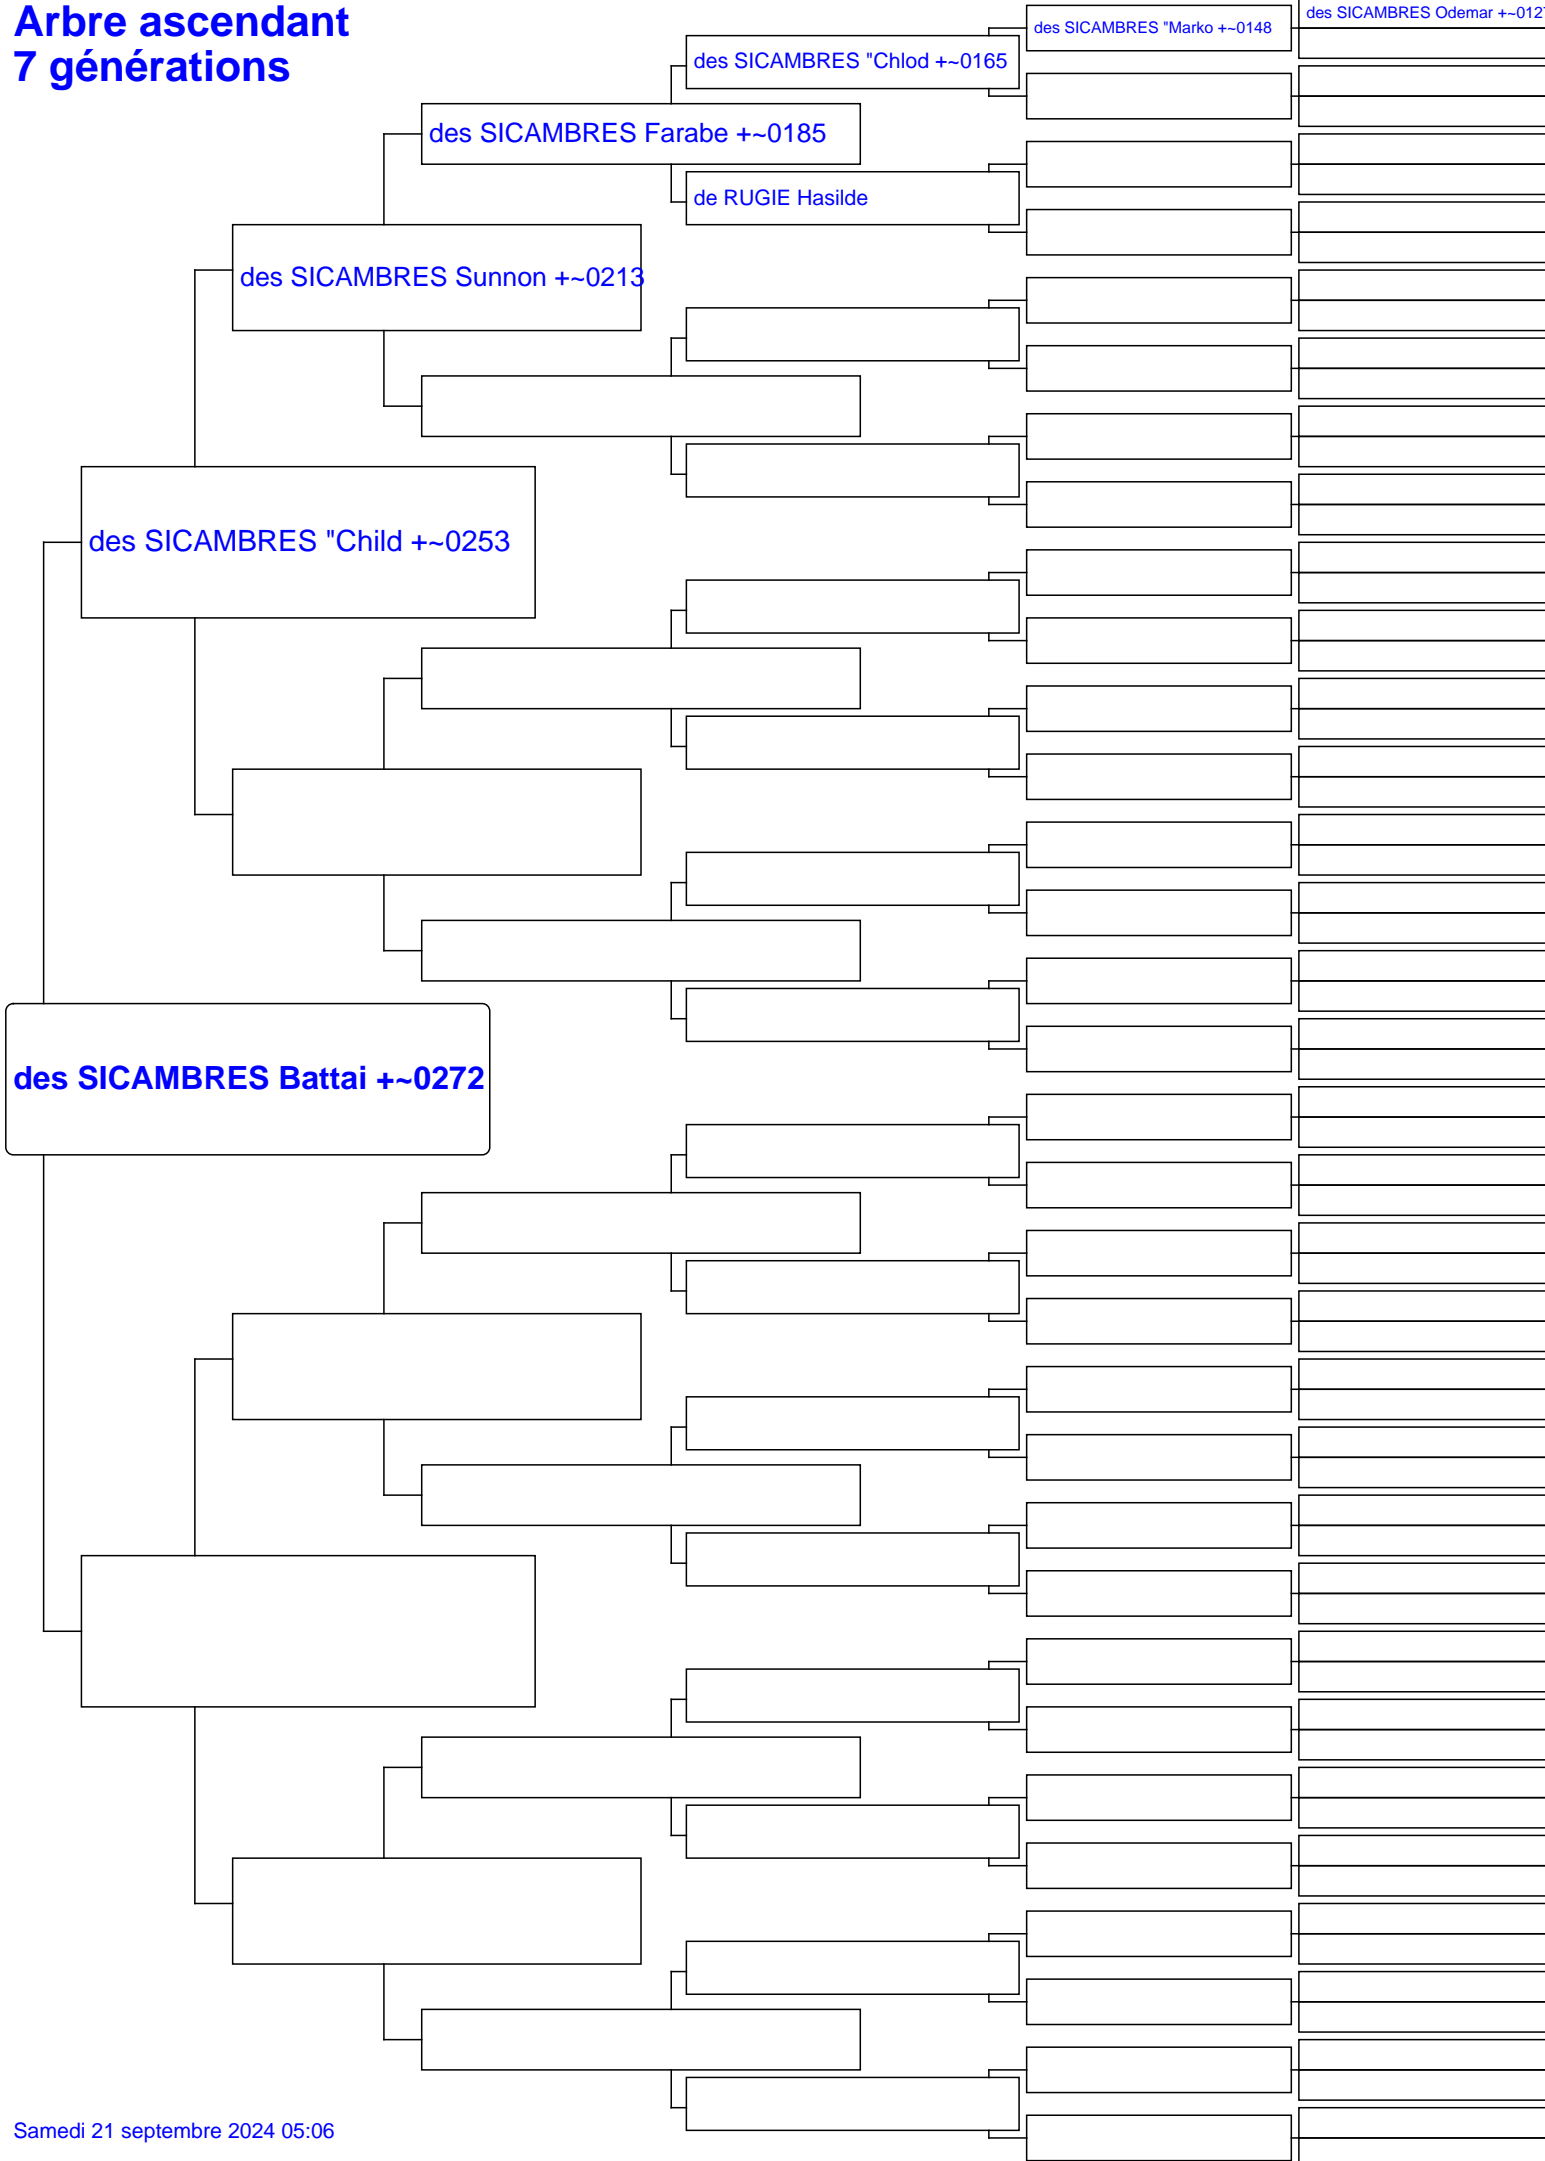 Arbre ascendant
7 générations
des SICAMBRES Odemar +~012
des SICAMBRES "Marko +~0148
des SICAMBRES "Chlod +~0165
des SICAMBRES Farabe +~0185
de RUGIE Hasilde
des SICAMBRES Sunnon +~0213
des SICAMBRES "Child +~0253
des SICAMBRES Battai +~0272
Samedi 21 septembre 2024 05:06